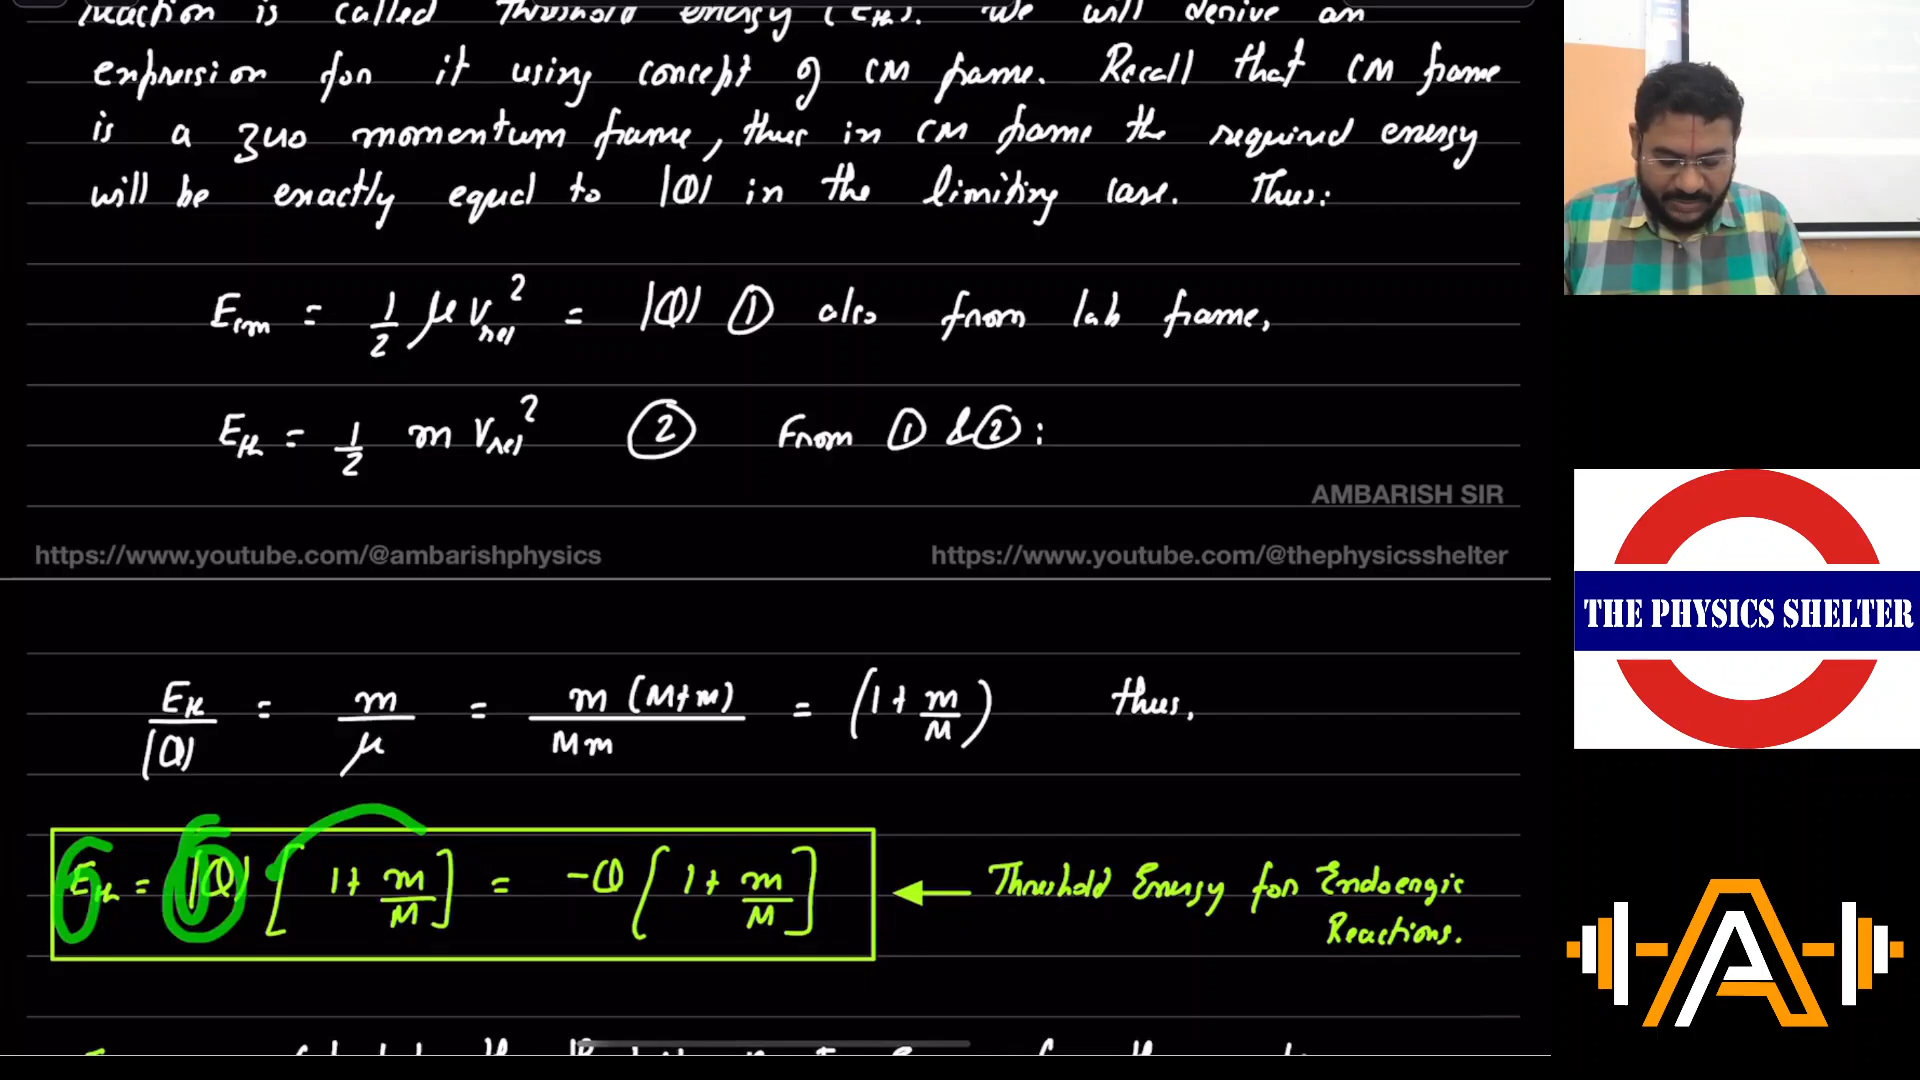 reaction is called Threshold energy (Eth). We will derive an
expression for it using concept of CM frame. Recall that CM frame
is a zero momentum frame, thus in CM frame the required energy
will be exactly equal to |Q| in the limiting case. Thus:
Ecm = 1/2 μ Vrel² = |Q| ① also from lab frame,
Eth = 1/2 m Vrel² ② From ① & ② :
AMBARISH SIR
https://www.youtube.com/@ambarishphysics https://www.youtube.com/@thephysicsshelter
Eth/|Q| = m/μ = m (M+m)/Mm = (1 + m/M) thus,
Eth = |Q| [1 + m/M] = -Q [1 + m/M] ← Threshold Energy for Endoergic
Reactions.
THE PHYSICS SHELTER